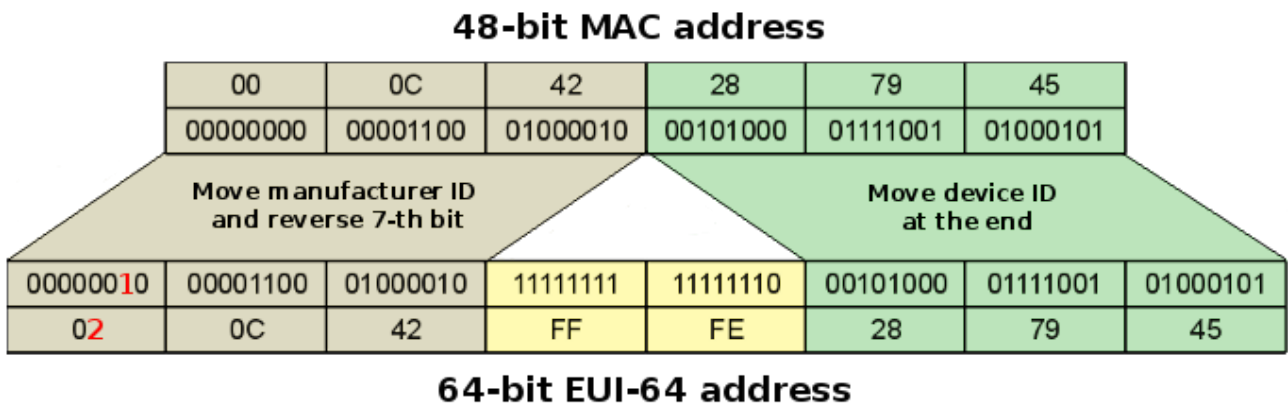 48-bit MAC address
00 0C 42 28 79 45
00000000 00001100 01000010 00101000 01111001 01000101
Move manufacturer ID
and reverse 7-th bit
Move device ID
at the end
00000010 00001100 01000010 11111111 11111110 00101000 01111001 01000101
02 0C 42 FF FE 28 79 45
64-bit EUI-64 address